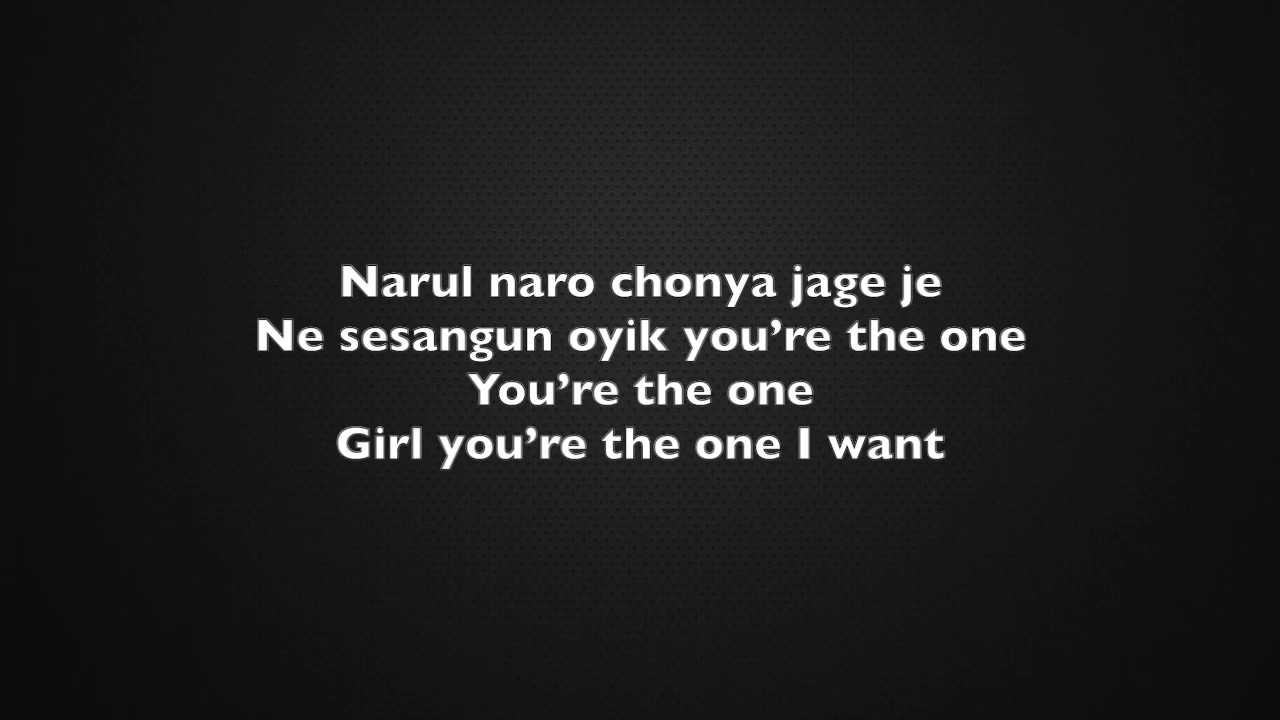 Narul naro chonya jage je
Ne sesangun oyik you’re the one
You’re the one
Girl you’re the one I want